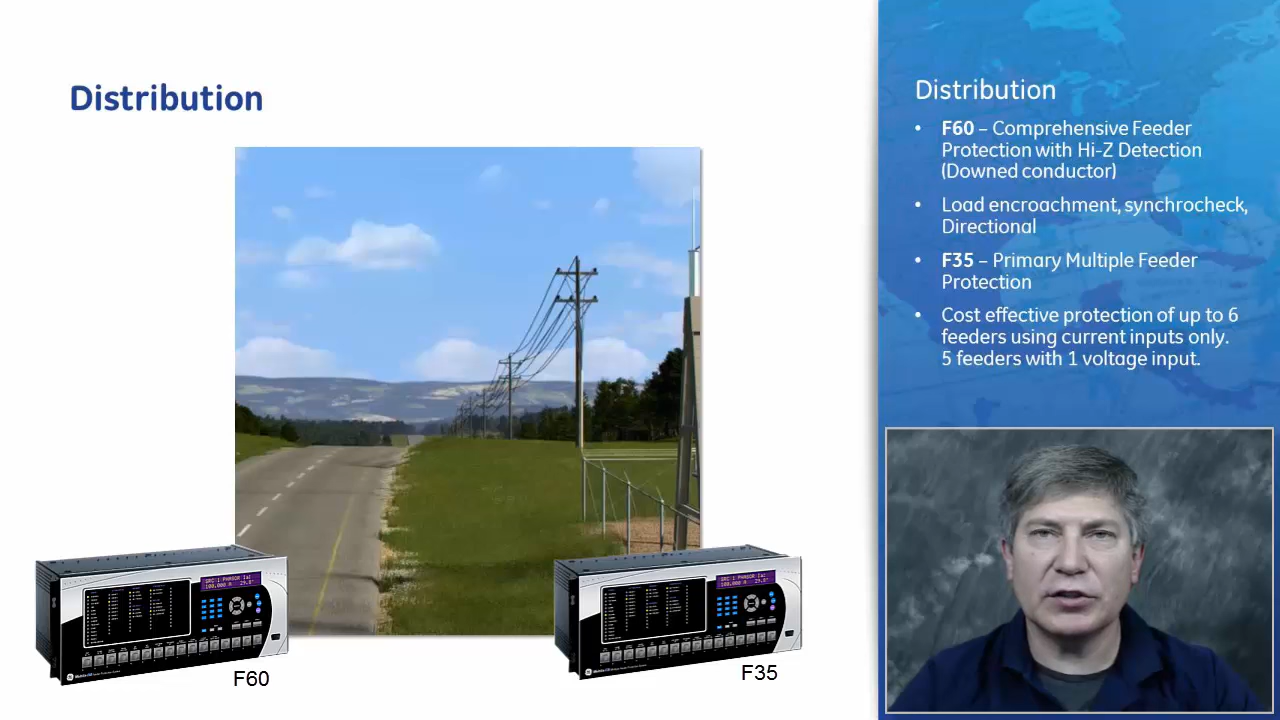 Distribution
Distribution
• F60 – Comprehensive Feeder
Protection with Hi-Z Detection
(Downed conductor)
• Load encroachment, synchrocheck,
Directional
• F35 – Primary Multiple Feeder
Protection
• Cost effective protection of up to 6
feeders using current inputs only.
5 feeders with 1 voltage input.
F60
F35